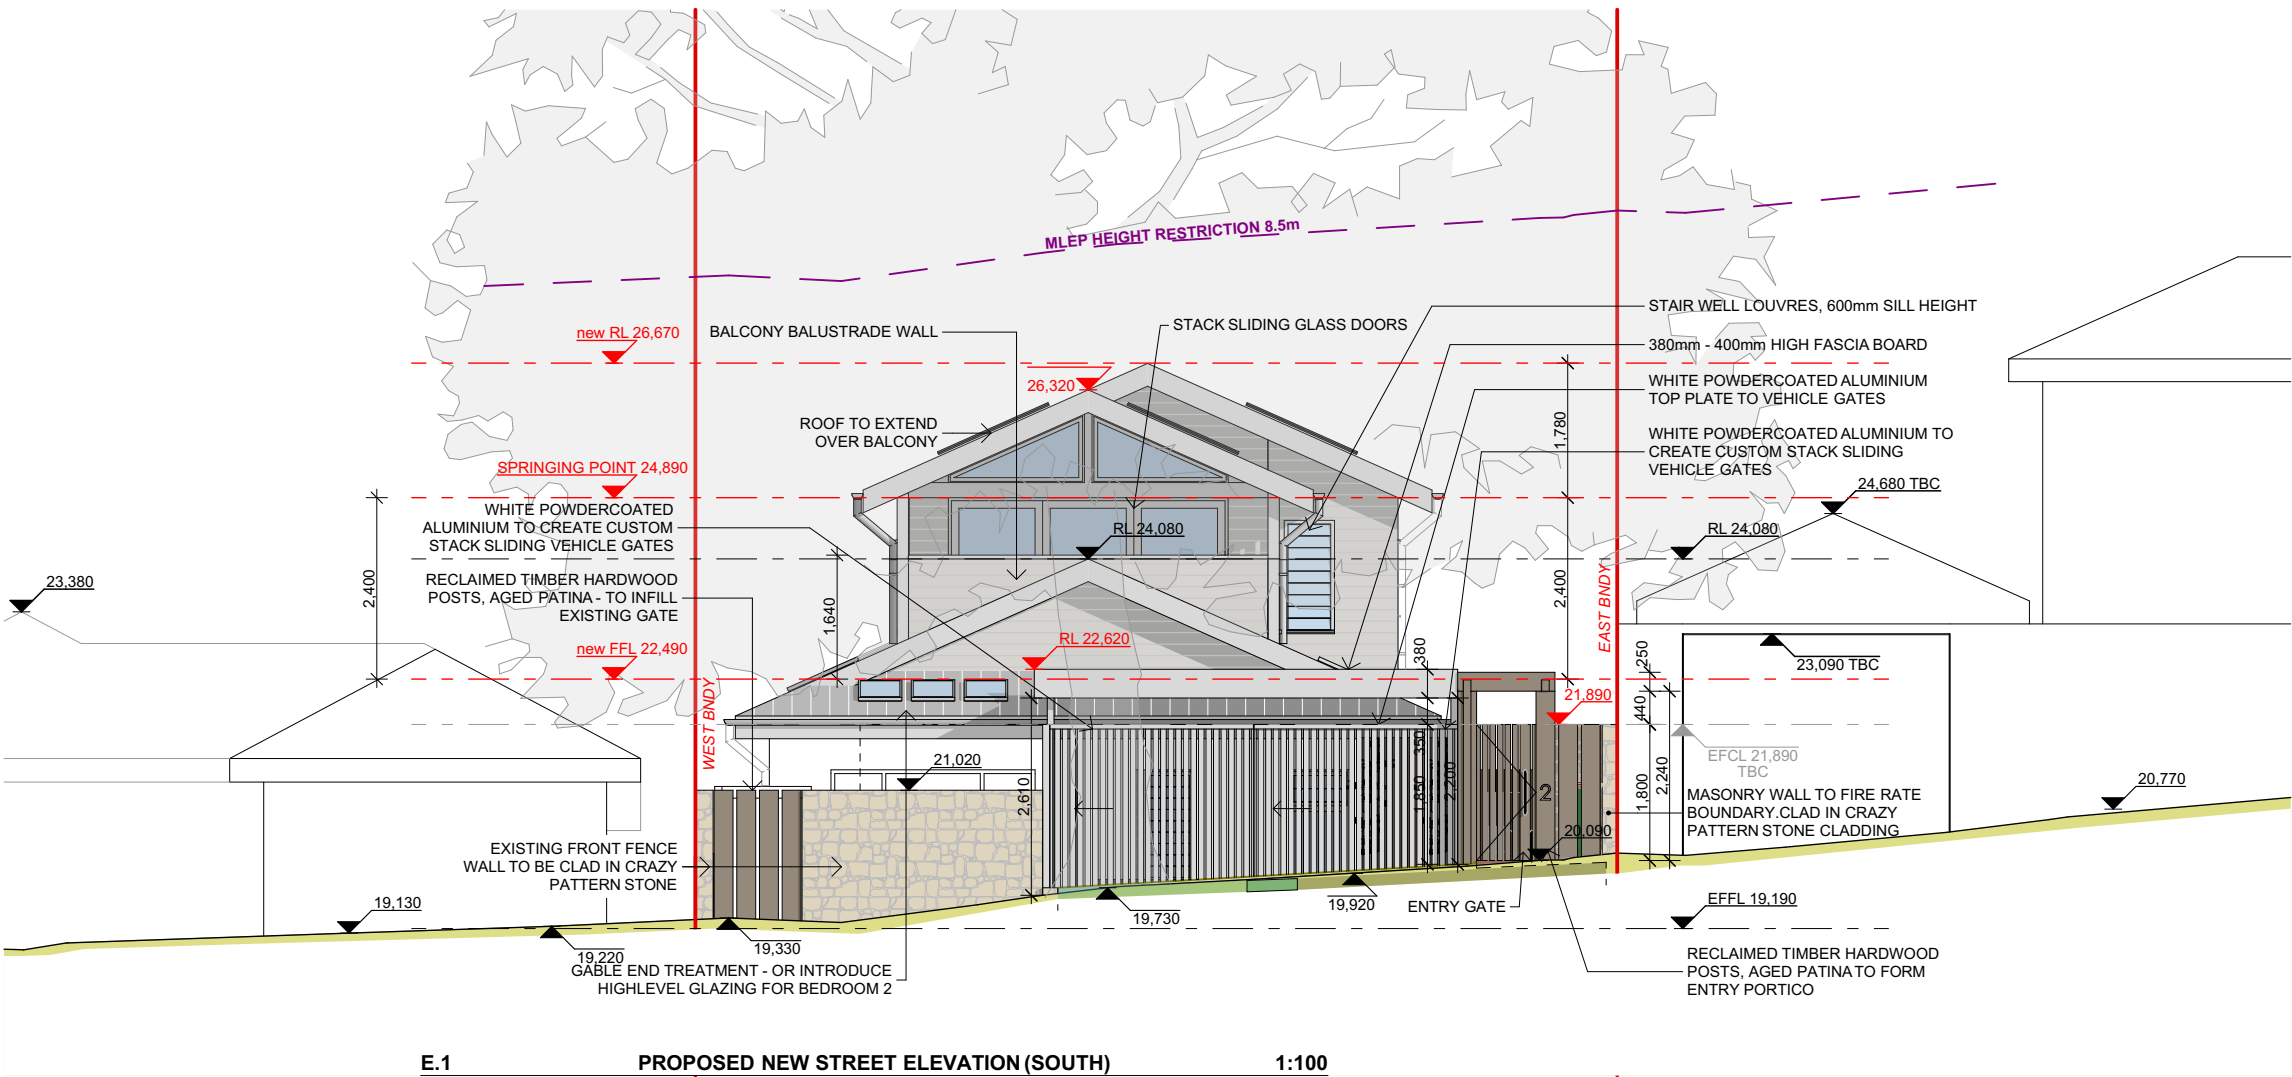 MLEP HEIGHT RESTRICTION 8.5m
new RL 26,670
BALCONY BALUSTRADE WALL
STACK SLIDING GLASS DOORS
STAIR WELL LOUVRES, 600mm SILL HEIGHT
380mm - 400mm HIGH FASCIA BOARD
26,320
WHITE POWDERCOATED ALUMINIUM
TOP PLATE TO VEHICLE GATES
ROOF TO EXTEND
OVER BALCONY
1,780
WHITE POWDERCOATED ALUMINIUM TO
CREATE CUSTOM STACK SLIDING
VEHICLE GATES
SPRINGING POINT 24,890
24,680 TBC
WHITE POWDERCOATED
ALUMINIUM TO CREATE CUSTOM
STACK SLIDING VEHICLE GATES
RL 24,080
RL 24,080
23,380
RECLAIMED TIMBER HARDWOOD
POSTS, AGED PATINA - TO INFILL
EXISTING GATE
2,400
1,640
2,400
EAST BNDY
new FFL 22,490
RL 22,620
380
250
23,090 TBC
WEST BNDY
21,890
440
350
EFCL 21,890
TBC
21,020
2,610
1,850
2,200
2
1,800
2,240
20,770
MASONRY WALL TO FIRE RATE
BOUNDARY.CLAD IN CRAZY
PATTERN STONE CLADDING
20,090
EXISTING FRONT FENCE
WALL TO BE CLAD IN CRAZY
PATTERN STONE
19,130
19,730
19,920
ENTRY GATE
EFFL 19,190
19,220
19,330
GABLE END TREATMENT - OR INTRODUCE
HIGHLEVEL GLAZING FOR BEDROOM 2
RECLAIMED TIMBER HARDWOOD
POSTS, AGED PATINA TO FORM
ENTRY PORTICO
E.1 PROPOSED NEW STREET ELEVATION (SOUTH) 1:100